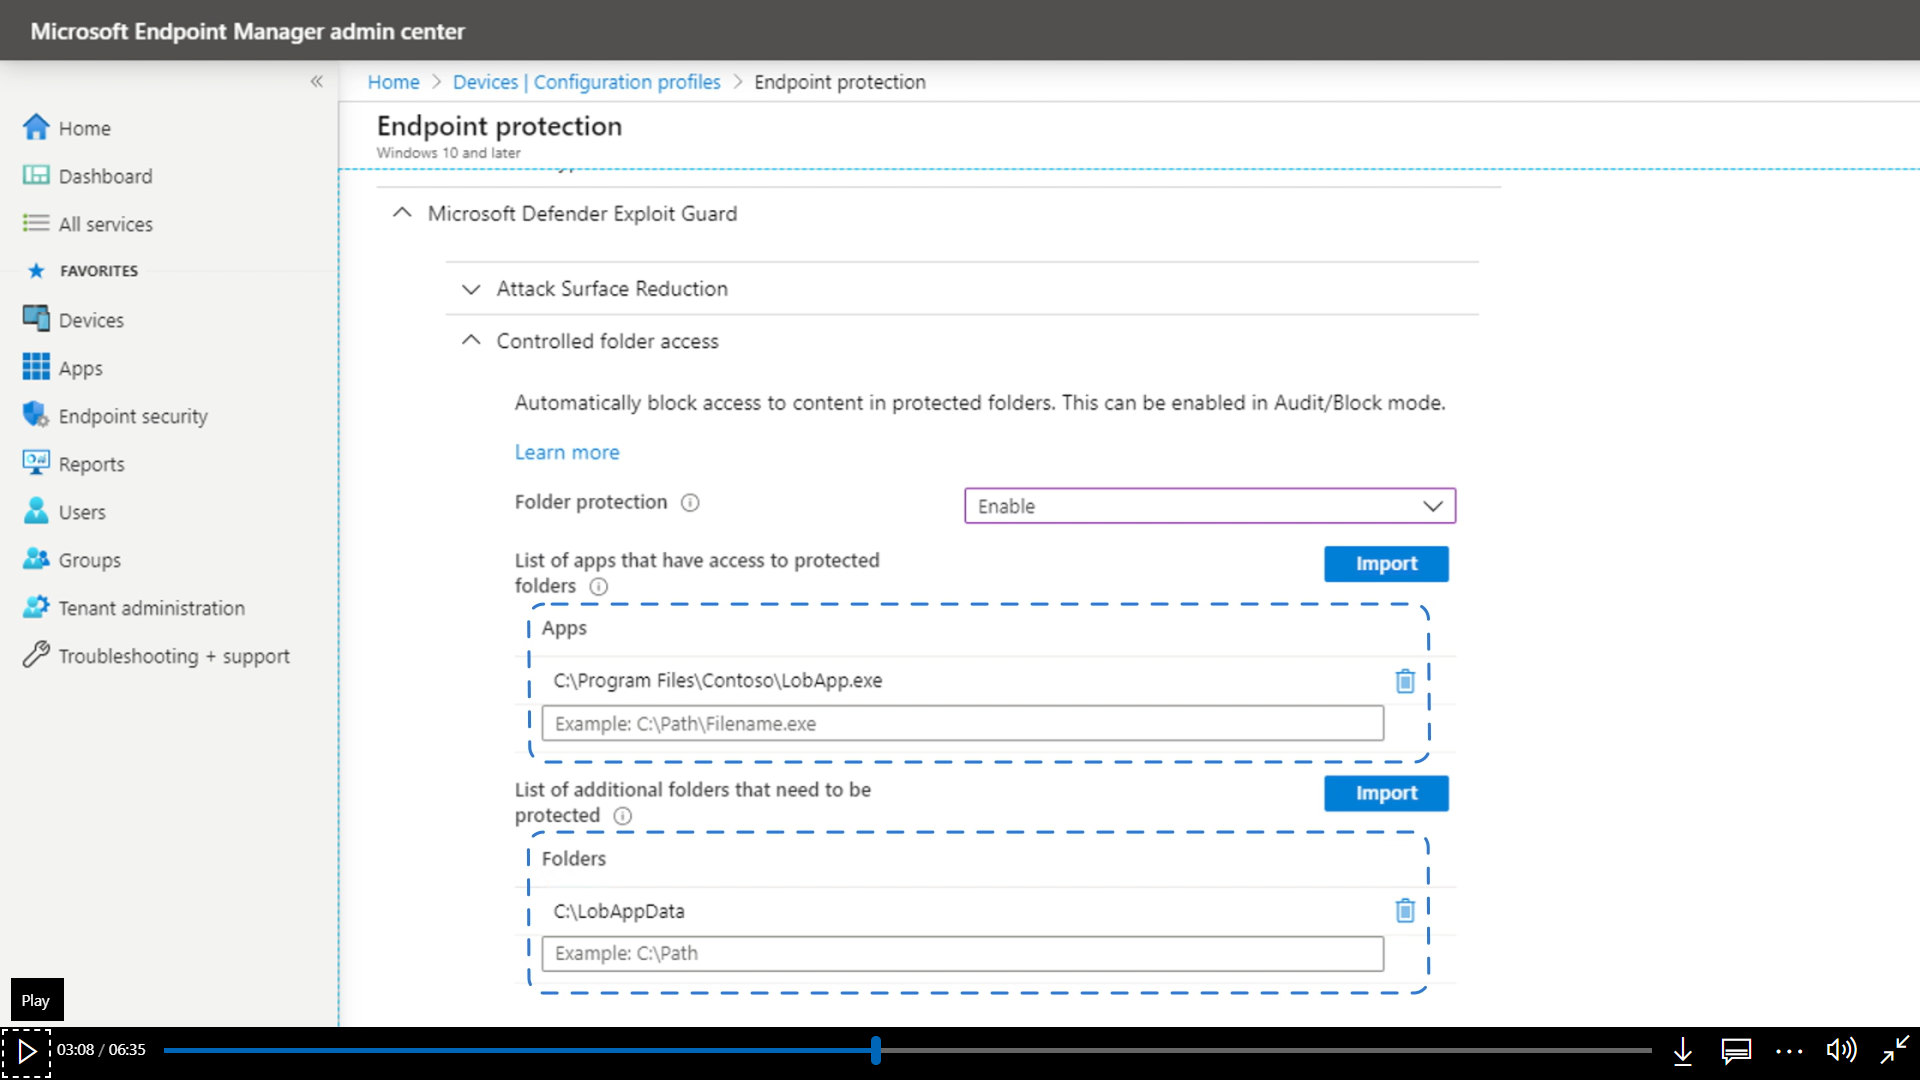 Microsoft Endpoint Manager admin center
Home > Devices | Configuration profiles > Endpoint protection
Endpoint protection
Windows 10 and later
Home
Dashboard
All services
FAVORITES
Devices
Apps
Endpoint security
Reports
Users
Groups
Tenant administration
Troubleshooting + support
Microsoft Defender Exploit Guard
Attack Surface Reduction
Controlled folder access
Automatically block access to content in protected folders. This can be enabled in Audit/Block mode.
Learn more
Folder protection
Enable
List of apps that have access to protected
folders
Import
Apps
C:\Program Files\Contoso\LobApp.exe
Example: C:\Path\Filename.exe
List of additional folders that need to be
protected
Import
Folders
C:\LobAppData
Example: C:\Path
Play
03:08 / 06:35